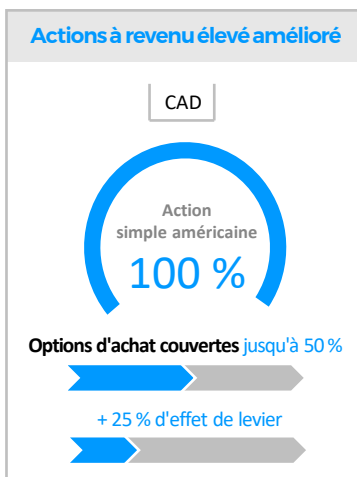 Actions à revenu élevé amélioré
CAD
Action
simple américaine
100 %
Options d'achat couvertes jusqu'à 50 %
+ 25 % d'effet de levier